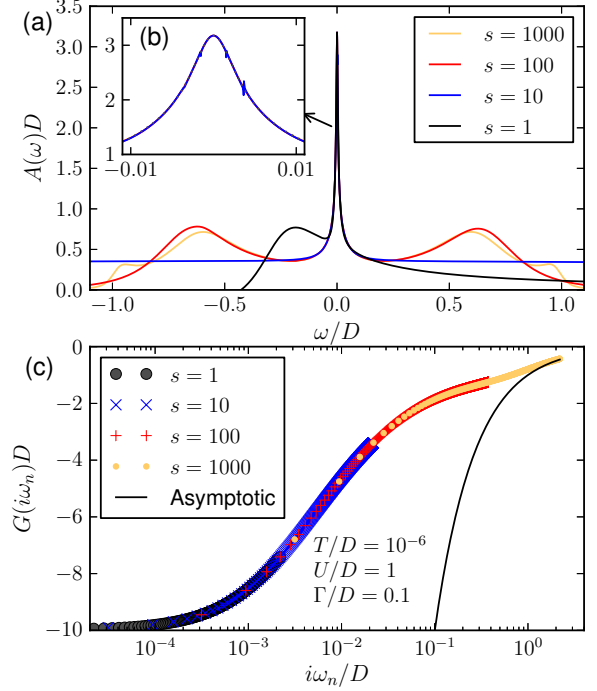 (a)
3.5
3.0
2.5
2.0
1.5
1.0
0.5
0.0
A(ω)D
(b)
3
2
1
−0.01
0.01
s = 1000
s = 100
s = 10
s = 1
−1.0
−0.5
0.0
0.5
1.0
ω/D
(c)
0
−2
−4
−6
−8
−10
G(iωₙ)D
s = 1
s = 10
s = 100
s = 1000
Asymptotic
T/D = 10⁻⁶
U/D = 1
Γ/D = 0.1
10⁻⁴
10⁻³
10⁻²
10⁻¹
10⁰
iωₙ/D